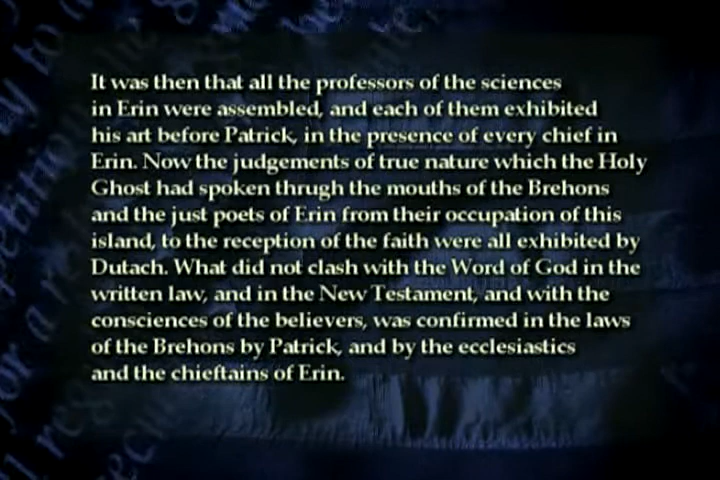 It was then that all the professors of the sciences
in Erin were assembled, and each of them exhibited
his art before Patrick, in the presence of every chief in
Erin. Now the judgements of true nature which the Holy
Ghost had spoken thrugh the mouths of the Brehons
and the just poets of Erin from their occupation of this
island, to the reception of the faith were all exhibited by
Dutach. What did not clash with the Word of God in the
written law, and in the New Testament, and with the
consciences of the believers, was confirmed in the laws
of the Brehons by Patrick, and by the ecclesiastics
and the chieftains of Erin.